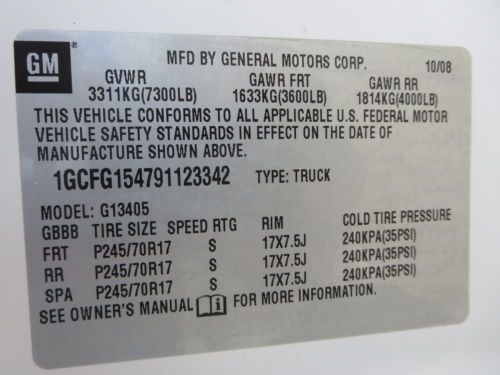 GM
MFD BY GENERAL MOTORS CORP. 10/08
GVWR GAWR FRT GAWR RR
3311KG(7300LB) 1633KG(3600LB) 1814KG(4000LB)
THIS VEHICLE CONFORMS TO ALL APPLICABLE U.S. FEDERAL MOTOR
VEHICLE SAFETY STANDARDS IN EFFECT ON THE DATE OF
MANUFACTURE SHOWN ABOVE.
1GCFG154791123342 TYPE: TRUCK
MODEL: G13405
GBBB TIRE SIZE SPEED RTG RIM COLD TIRE PRESSURE
FRT P245/70R17 S 17X7.5J 240KPA(35PSI)
RR P245/70R17 S 17X7.5J 240KPA(35PSI)
SPA P245/70R17 S 17X7.5J 240KPA(35PSI)
SEE OWNER'S MANUAL i FOR MORE INFORMATION.